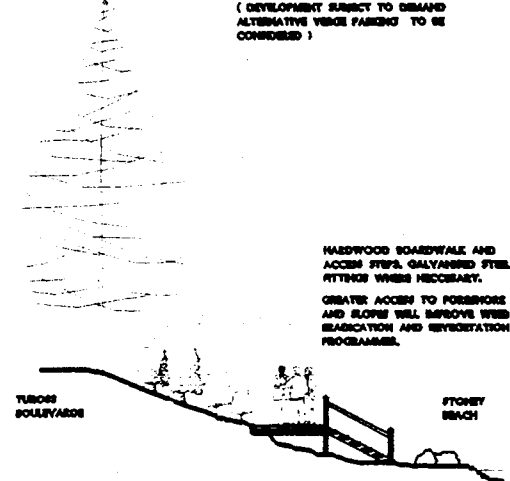 ( DEVELOPMENT SUBJECT TO DEMAND
ALTERNATIVE VERGE PARKING TO BE
CONSIDERED )
HARDWOOD BOARDWALK AND
ACCESS STEPS. GALVANISED STEEL
FITTINGS WHERE NECCESARY.
GREATER ACCESS TO FORESHORE
AND SLOPES WILL IMPROVE WEED
ERADICATION AND REVEGETATION
PROGRAMMES.
TUROSS
BOULEVARDE
STONEY
BEACH